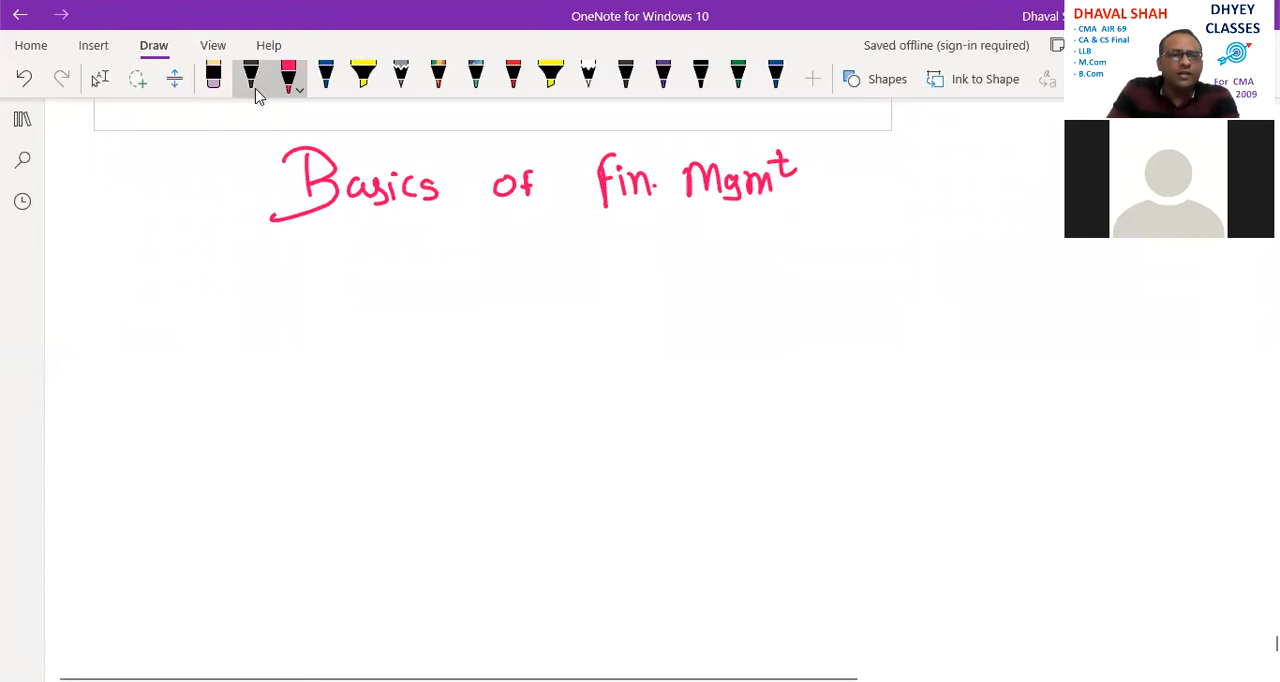 OneNote for Windows 10
Dhaval
Home Insert Draw View Help
Saved offline (sign-in required)
Shapes
Ink to Shape
DHAVAL SHAH
- CMA AIR 69
- CA & CS Final
- LLB
- M.Com
- B.Com
DHYEY
CLASSES
For CMA
2009
Basics of Fin. Mgmt